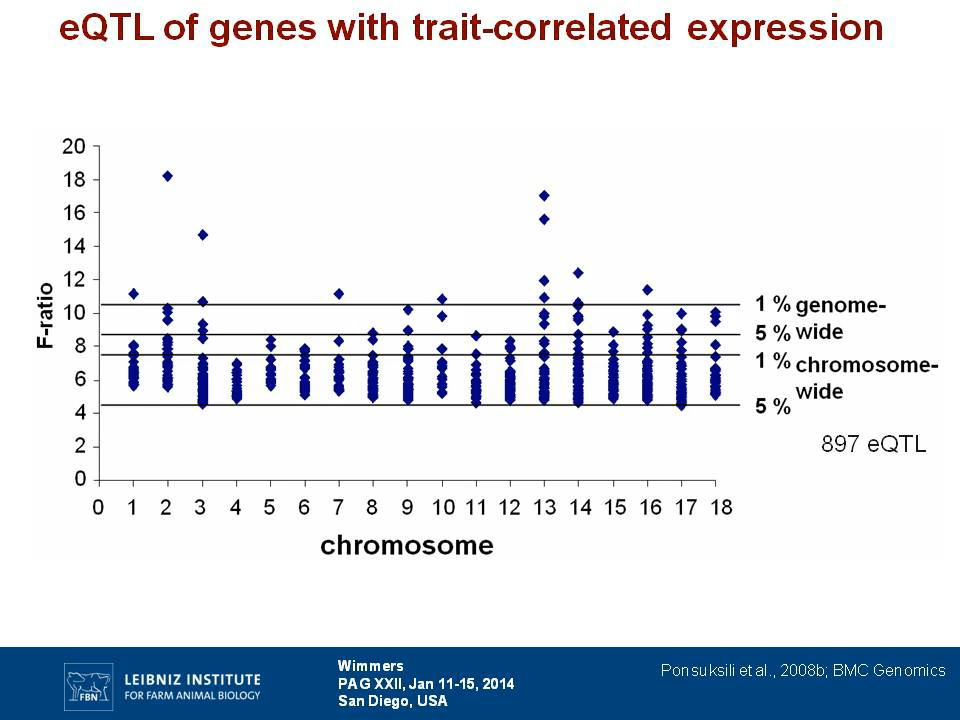 eQTL of genes with trait-correlated expression
20
18
16
14
12
10
8
6
4
2
0
F-ratio
0 1 2 3 4 5 6 7 8 9 10 11 12 13 14 15 16 17 18
chromosome
1 % genome-
5 % wide
1 % chromosome-
wide
5 %
897 eQTL
FBN
LEIBNIZ INSTITUTE
FOR FARM ANIMAL BIOLOGY
Wimmers
PAG XXII, Jan 11-15, 2014
San Diego, USA
Ponsuksili et al., 2008b; BMC Genomics